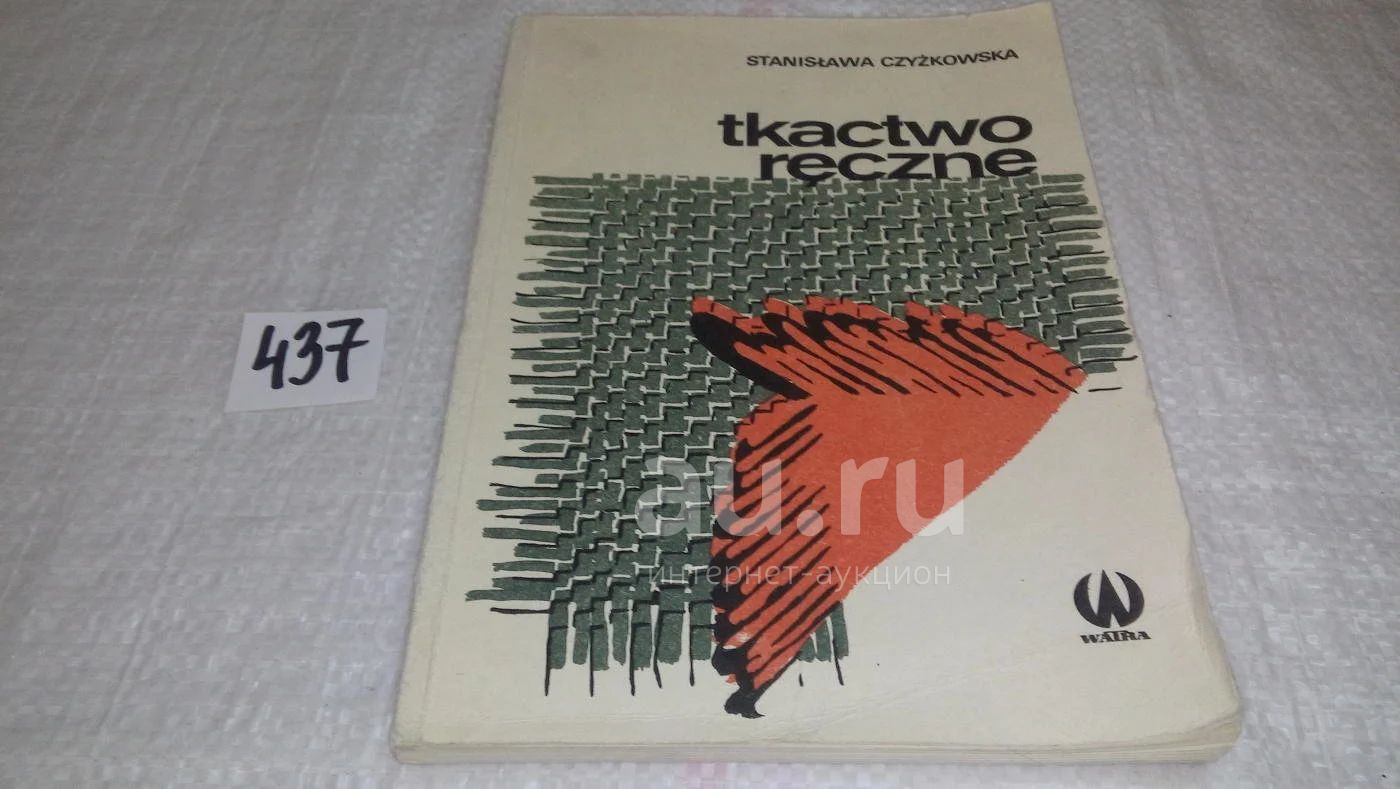 STANISŁAWA CZYŻKOWSKA
tkactwo
ręczne
437
au.ru
интернет-аукцион
W
WATRA